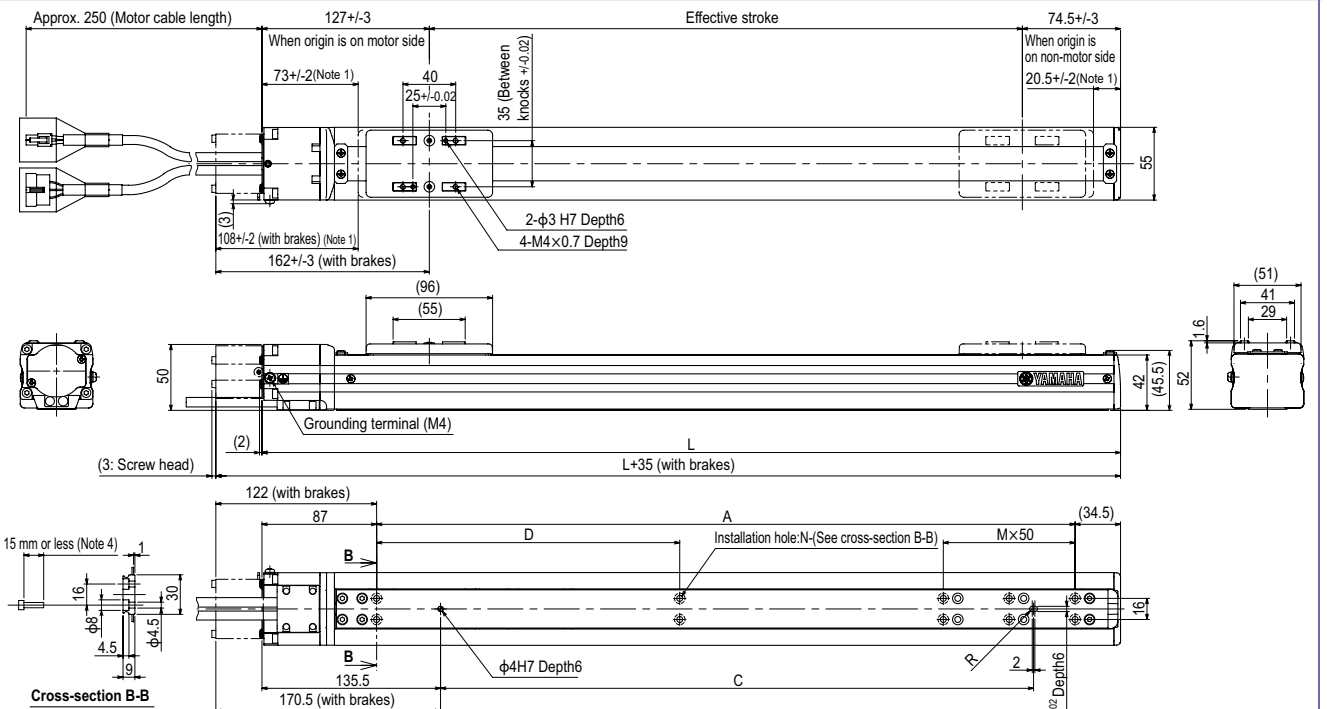 Approx. 250 (Motor cable length)
127+/-3
Effective stroke
74.5+/-3
When origin is on motor side
When origin is
on non-motor side
73+/-2(Note 1)
40
25+/-0.02
35 (Between
knocks +/-0.02)
20.5+/-2(Note 1)
55
(3)
2-φ3 H7 Depth6
4-M4×0.7 Depth9
108+/-2 (with brakes) (Note 1)
162+/-3 (with brakes)
(96)
(55)
(51)
41
29
1.6
50
YAMAHA
42
(45.5)
52
Grounding terminal (M4)
(2)
L
(3: Screw head)
L+35 (with brakes)
122 (with brakes)
87
A
(34.5)
15 mm or less (Note 4)
1
D
Installation hole:N-(See cross-section B-B)
M×50
B
16
30
φ8
φ4.5
16
4.5
9
B
φ4H7 Depth6
R
2
Depth6
Cross-section B-B
135.5
C
170.5 (with brakes)